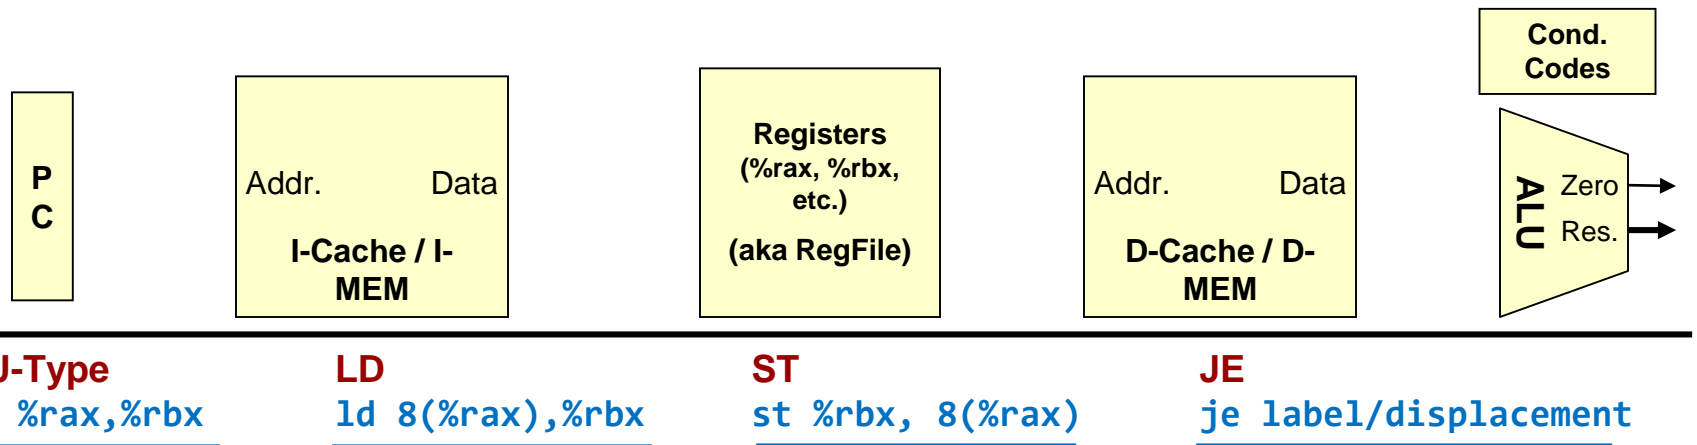 Cond.
Codes
P
C
Addr. Data
I-Cache / I-
MEM
Registers
(%rax, %rbx,
etc.)
(aka RegFile)
Addr. Data
D-Cache / D-
MEM
ALU
Zero
Res.
U-Type
%rax,%rbx
LD
ld 8(%rax),%rbx
ST
st %rbx, 8(%rax)
JE
je label/displacement